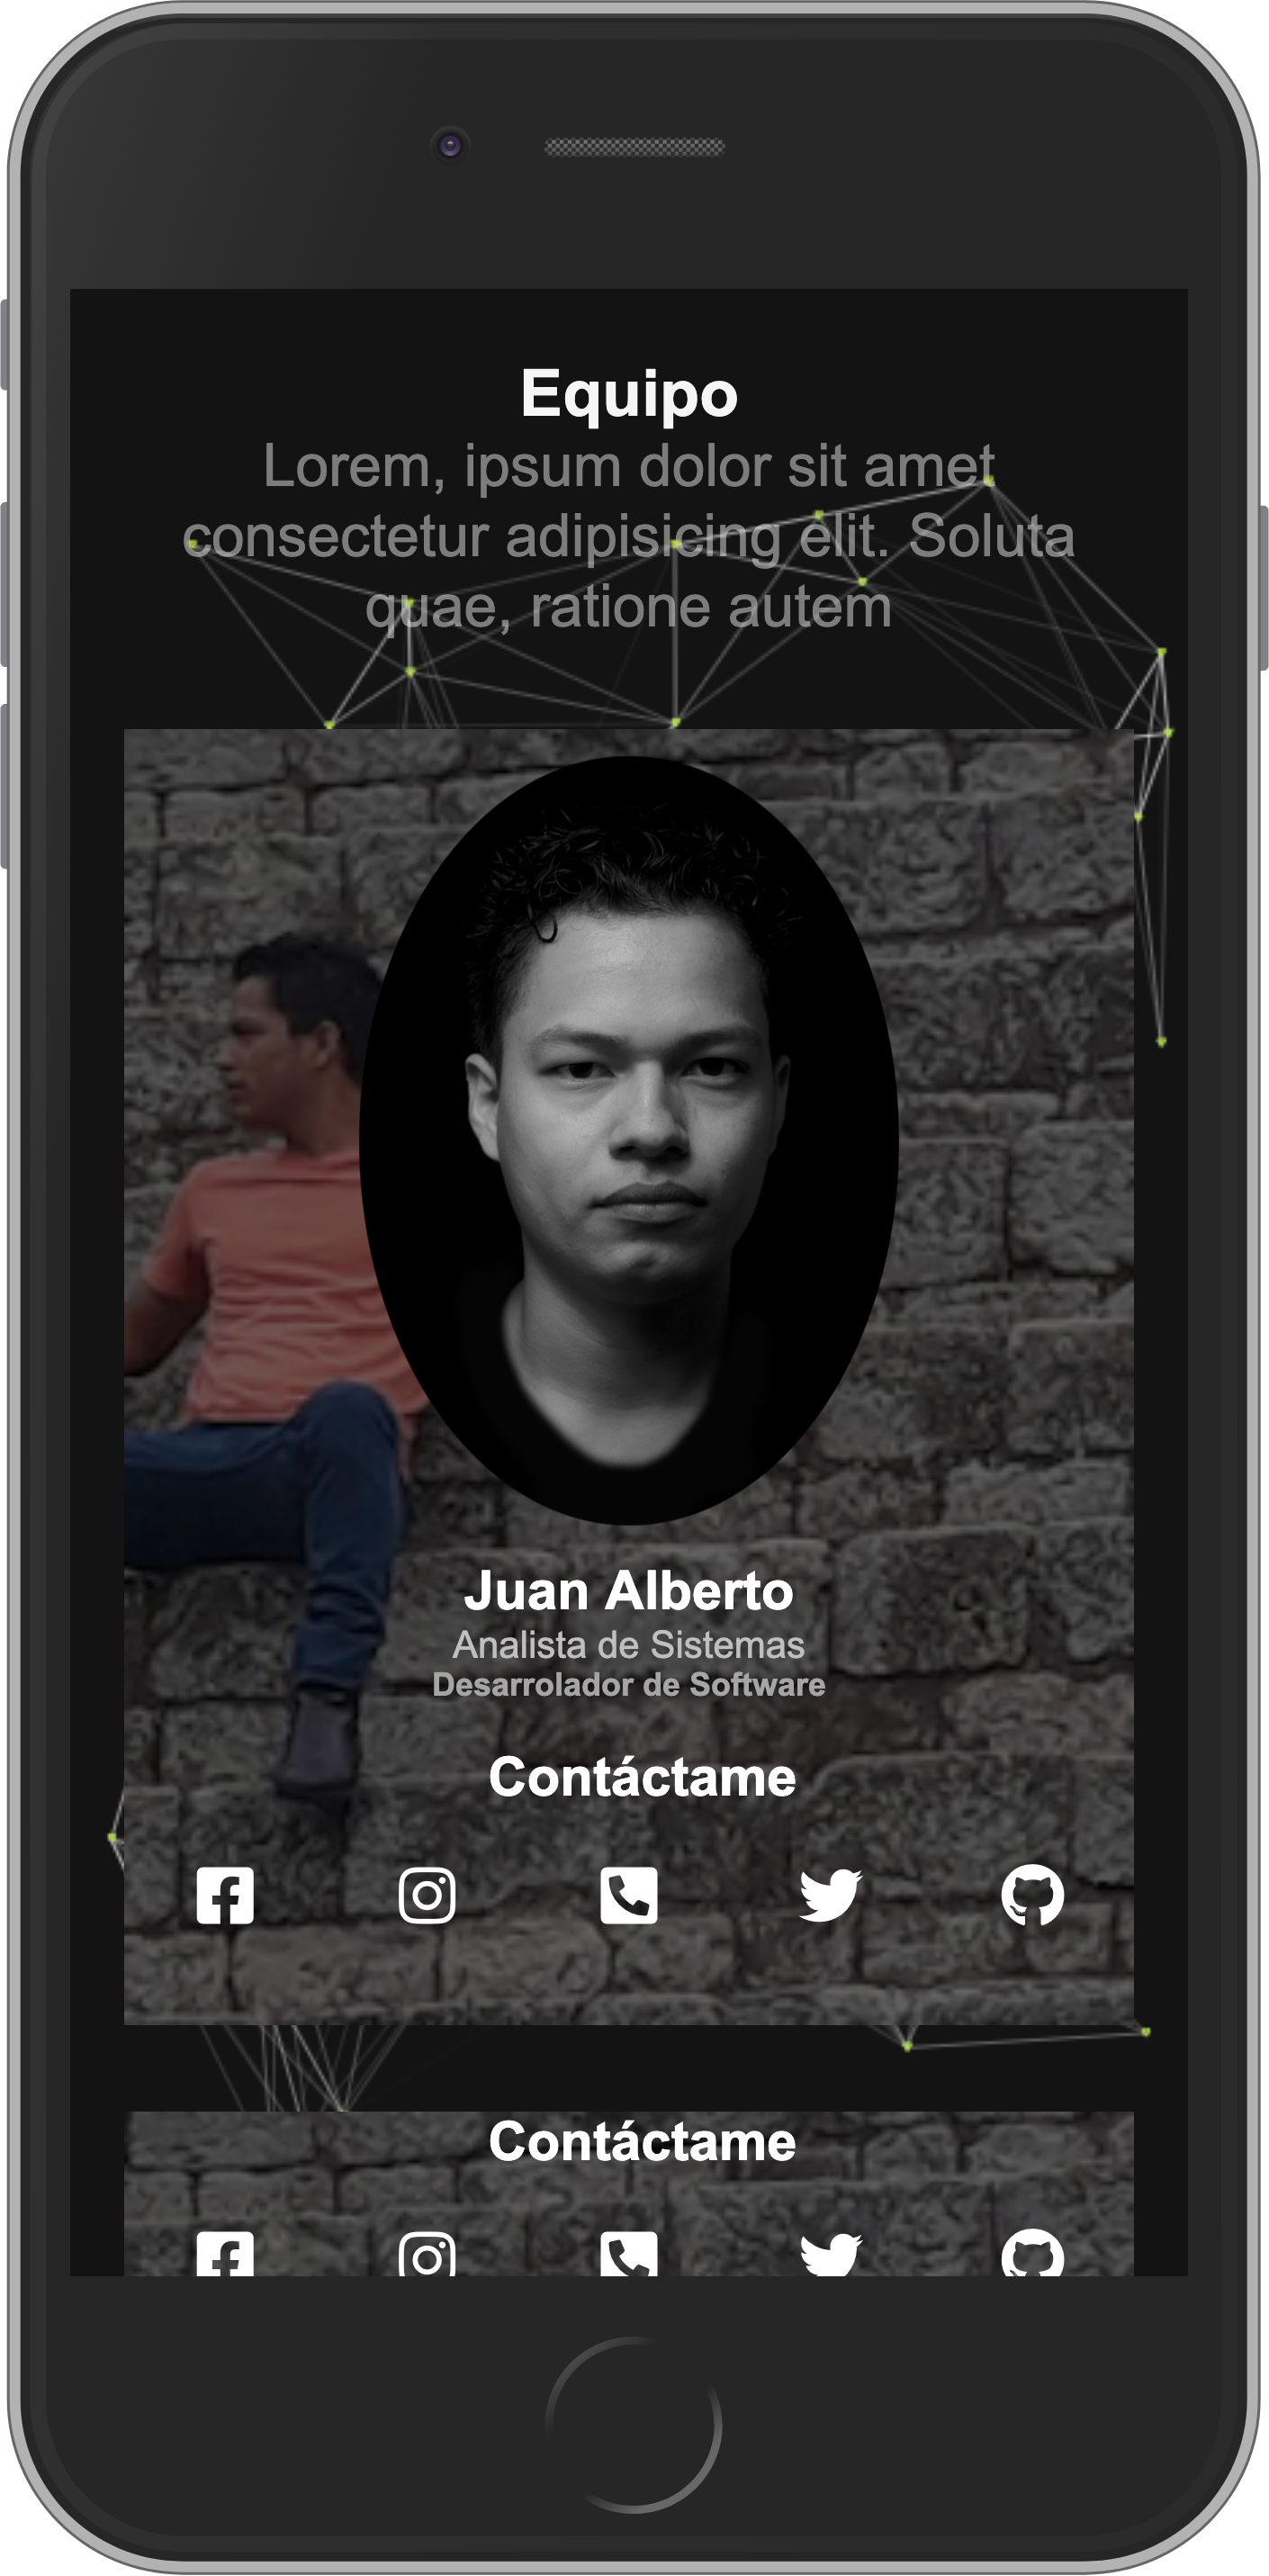 Equipo
Lorem, ipsum dolor sit amet
consectetur adipisicing elit. Soluta
quae, ratione autem
Juan Alberto
Analista de Sistemas
Desarrolador de Software
Contáctame
Contáctame